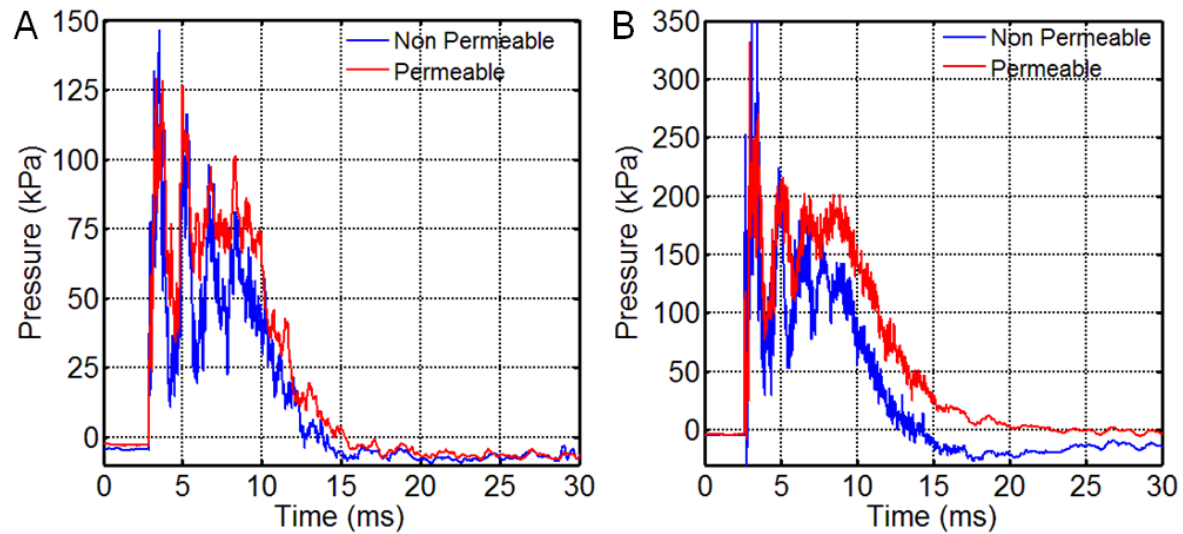 A
Pressure (kPa)
150
125
100
75
50
25
0
Non Permeable
Permeable
0 5 10 15 20 25 30
Time (ms)
B
Pressure (kPa)
350
300
250
200
150
100
50
0
Non Permeable
Permeable
0 5 10 15 20 25 30
Time (ms)